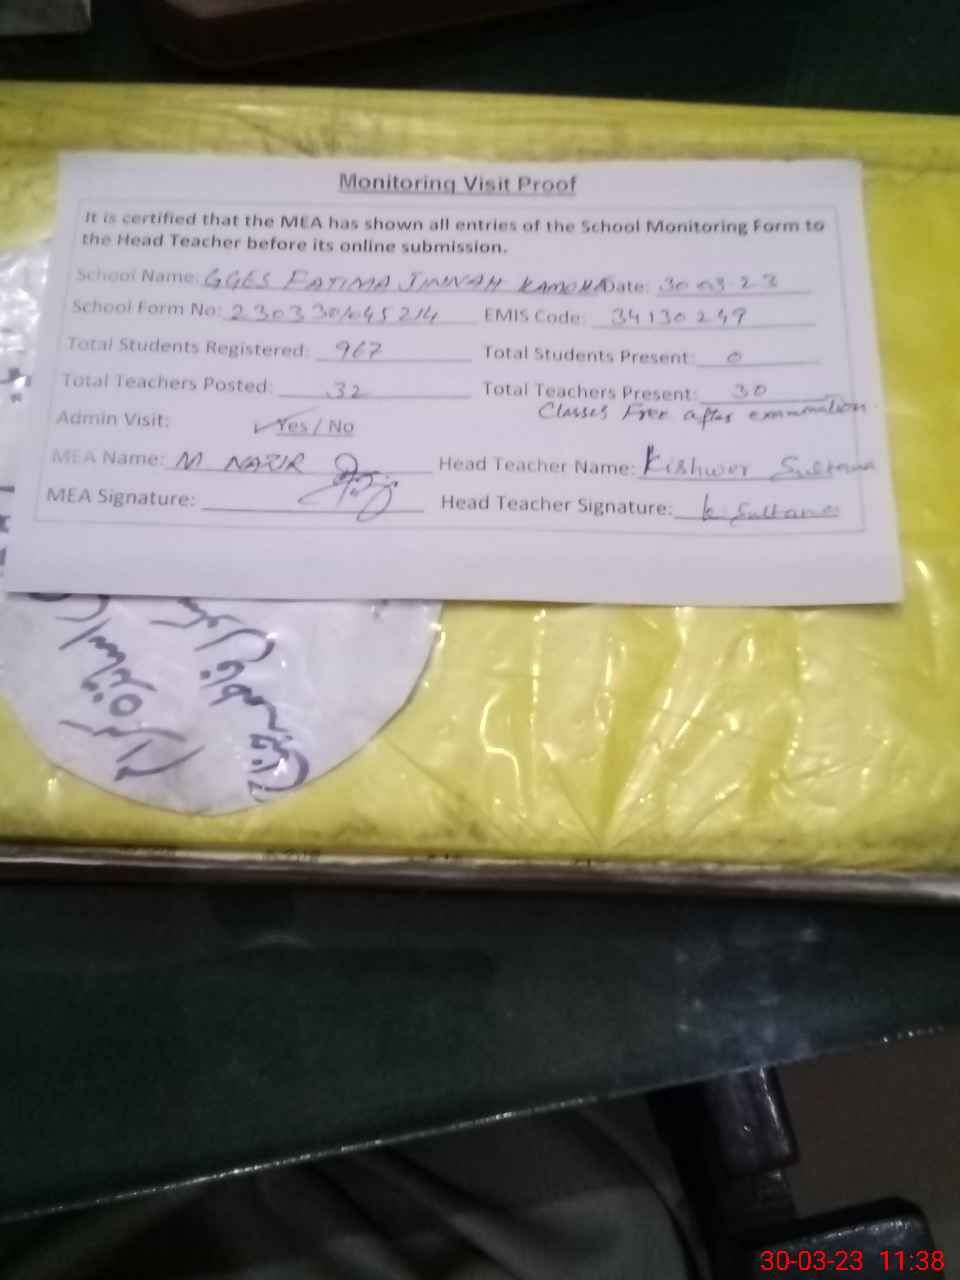 Monitoring Visit Proof
It is certified that the MEA has shown all entries of the School Monitoring Form to
the Head Teacher before its online submission.
School Name: GGES FATIMA JINNAH KAMOKA Date: 30 03 23
School Form No: EMIS Code: 34130249
Total Students Registered: 967 Total Students Present: 0
Total Teachers Posted: 32 Total Teachers Present: 30
Classes Free after examination.
Admin Visit: Yes / No
MEA Name: M NAZIR Head Teacher Name: Kishwer Sultana
MEA Signature: Head Teacher Signature: K Sultana
30-03-23 11:38